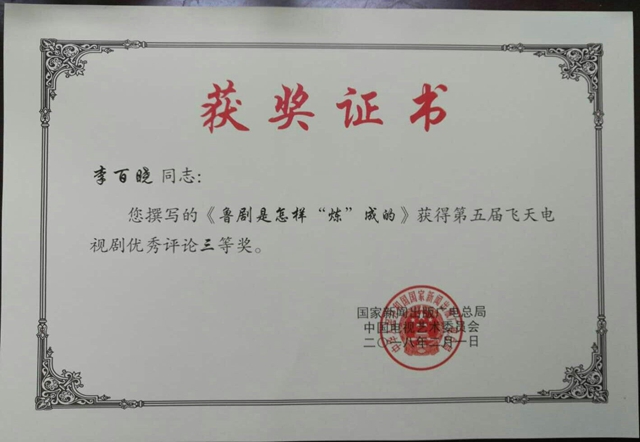 获奖证书
李百晓同志：
您撰写的《鲁剧是怎样“炼”成的》获得第五届飞天电
视剧优秀评论三等奖。
国家新闻出版广电总局
中国电视艺术委员会
二〇一八年二月一日